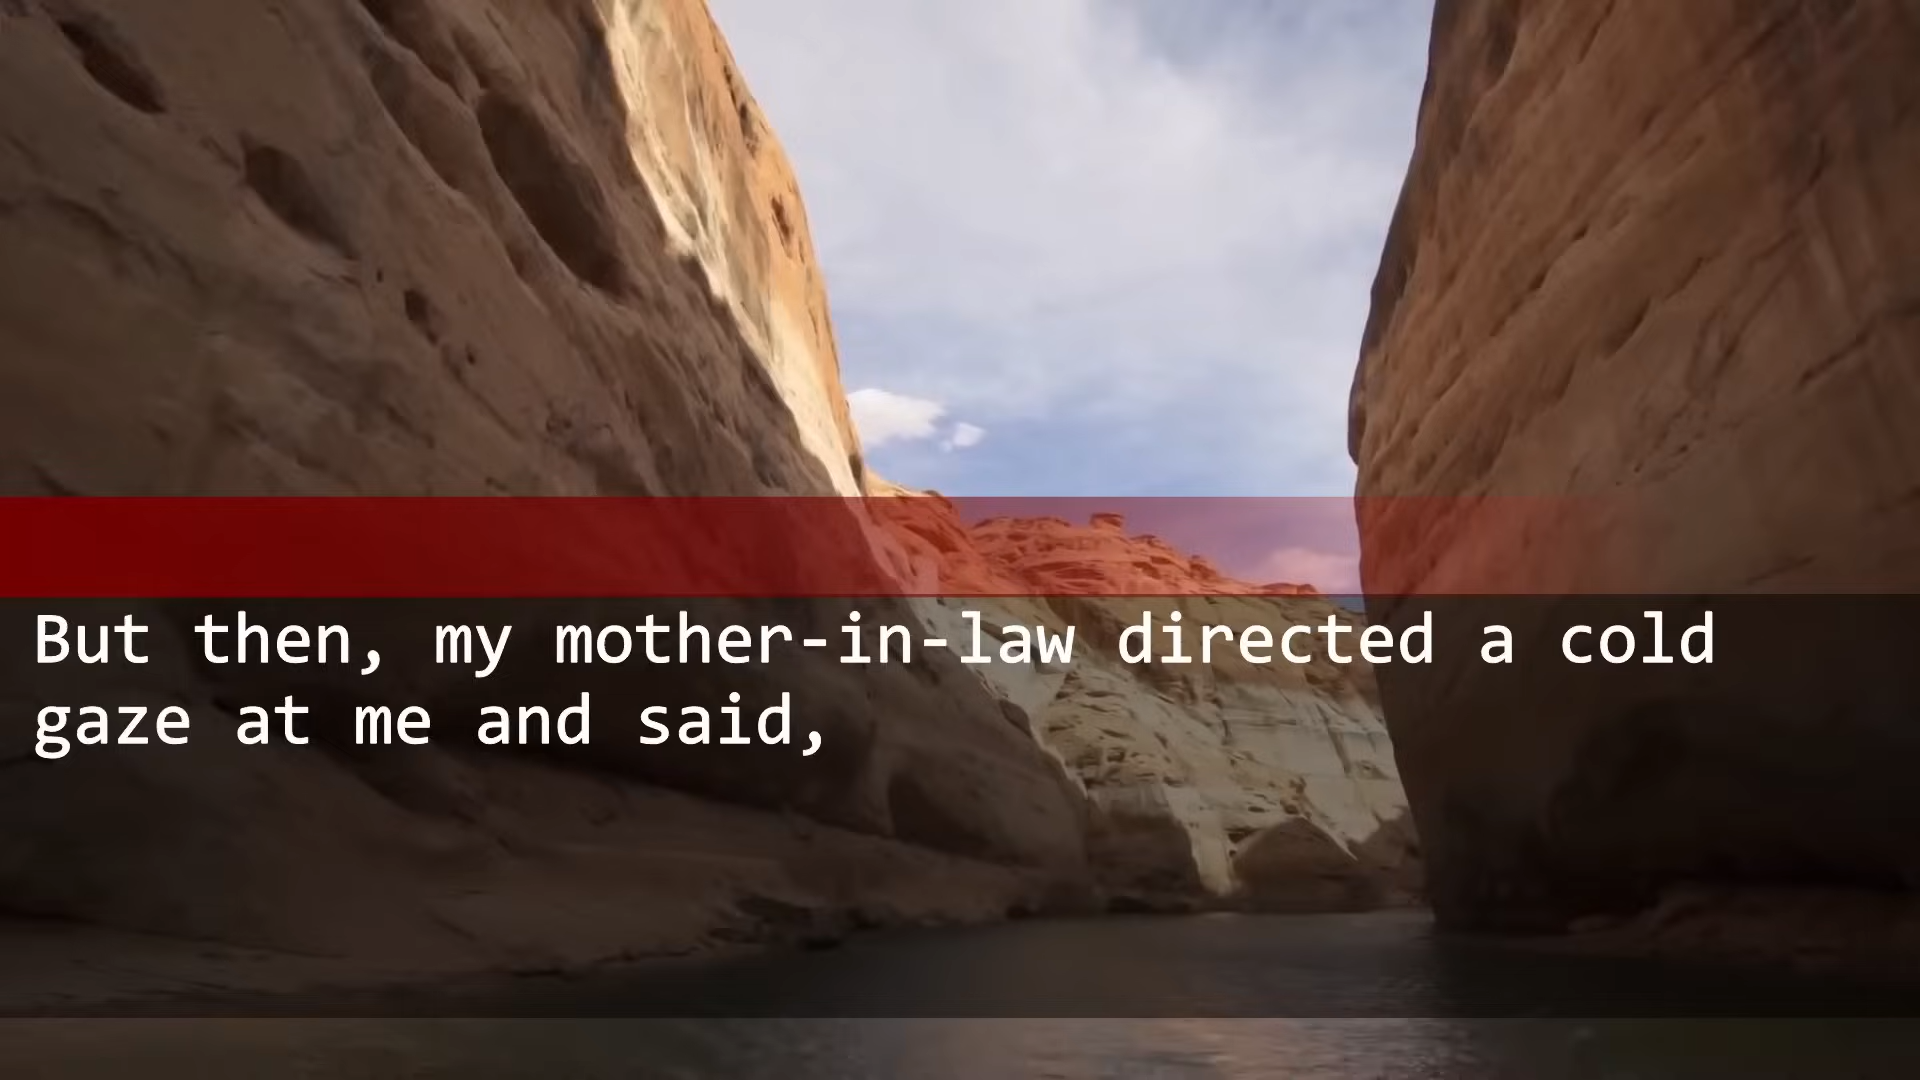 But then, my mother-in-law directed a cold
gaze at me and said,